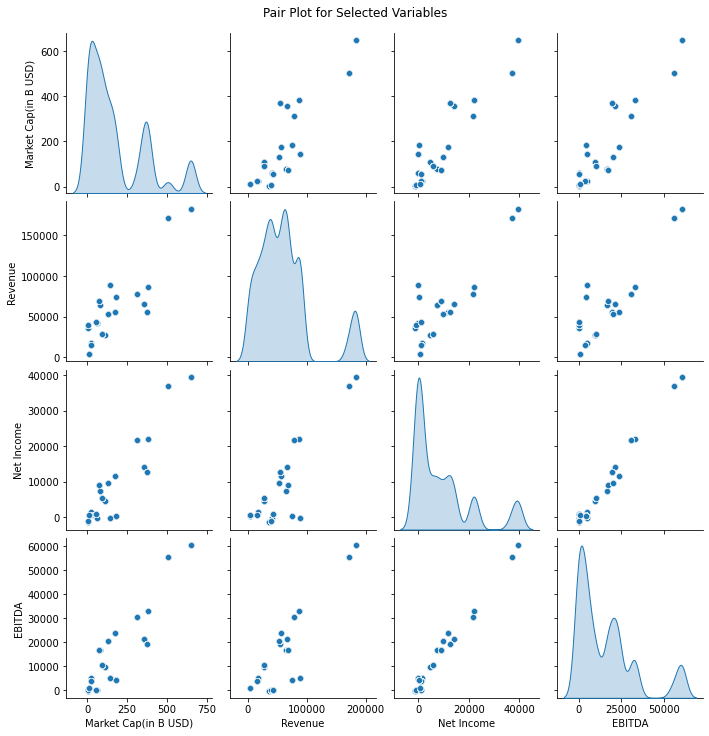 Pair Plot for Selected Variables
Market Cap(in B USD)
600
400
200
0
Revenue
150000
100000
50000
0
Net Income
40000
30000
20000
10000
0
EBITDA
60000
50000
40000
30000
20000
10000
0
0 250 500 750
Market Cap(in B USD)
0 100000 200000
Revenue
0 20000 40000
Net Income
0 25000 50000
EBITDA